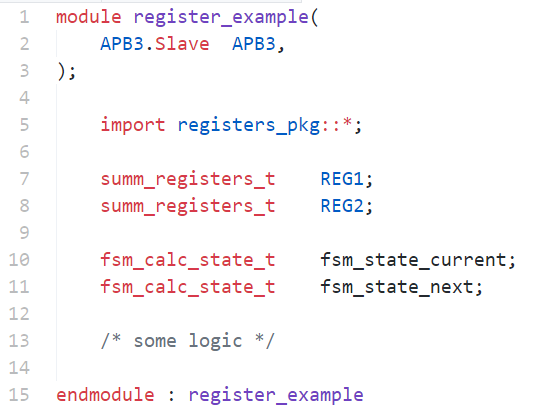 1 module register_example(
2     APB3.Slave  APB3,
3 );
4
5     import registers_pkg::*;
6
7     summ_registers_t    REG1;
8     summ_registers_t    REG2;
9
10     fsm_calc_state_t    fsm_state_current;
11     fsm_calc_state_t    fsm_state_next;
12
13     /* some logic */
14
15 endmodule : register_example